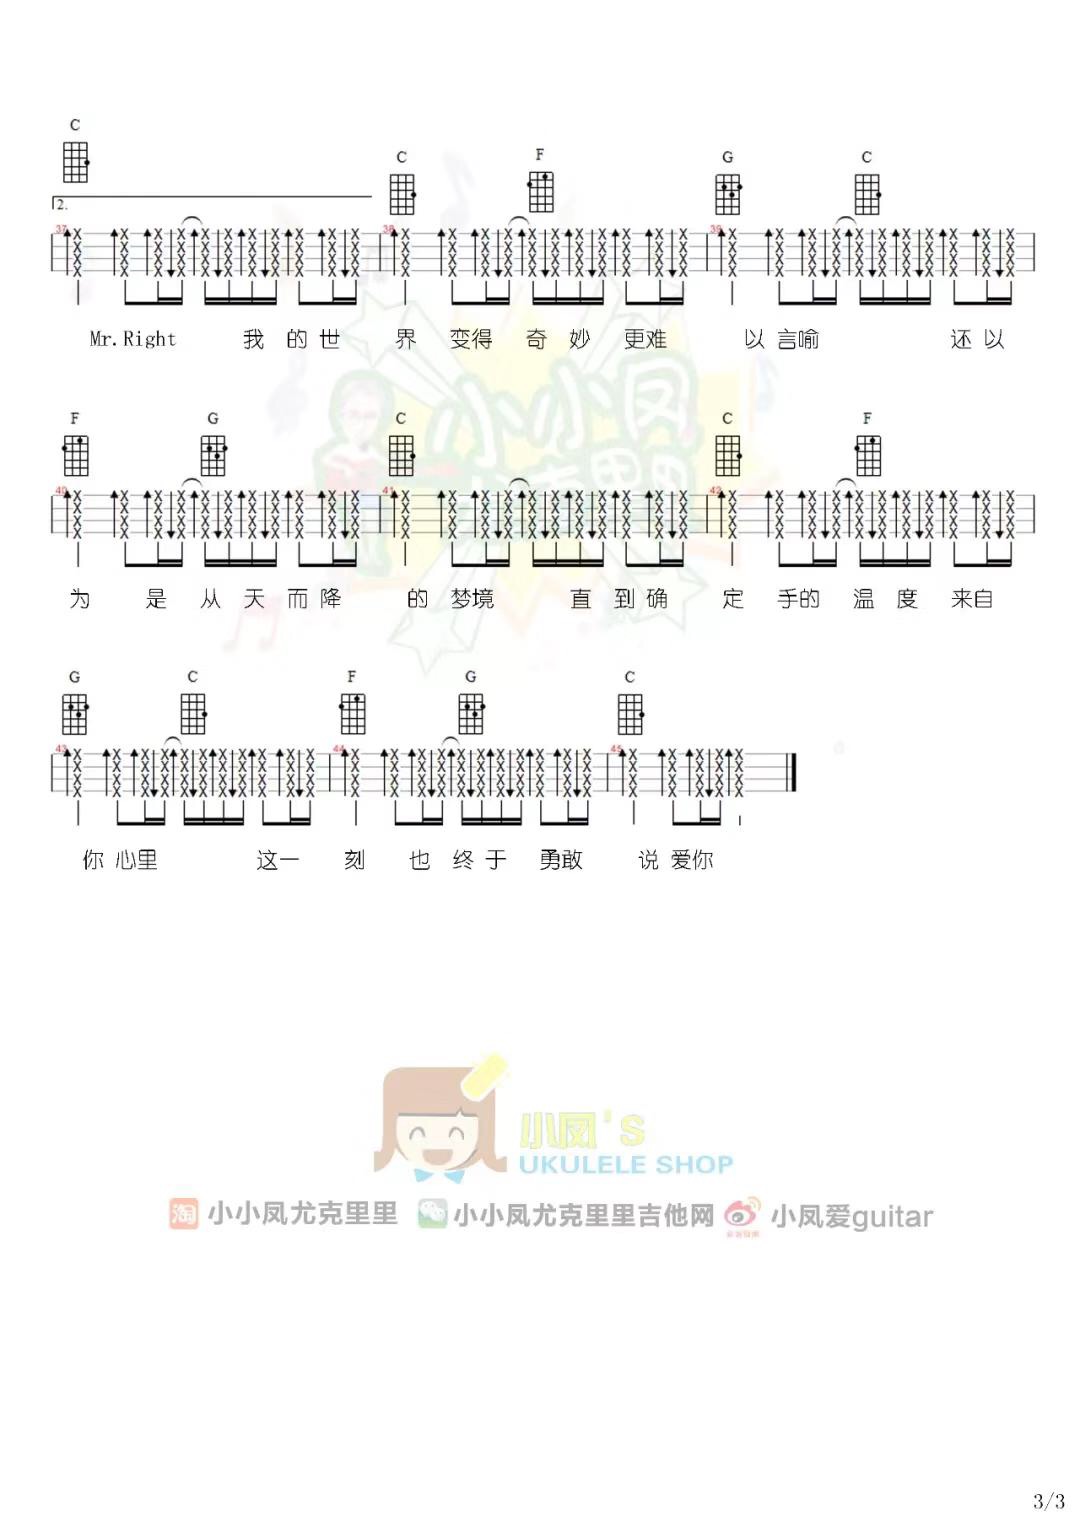 C
C F G C
2.
37 38 39
Mr.Right 我 的 世 界 变得 奇 妙 更难 以 言喻 还 以
F G C C F
40 41 42
为 是 从 天 而 降 的 梦境 直 到 确 定 手的 温 度 来自
G C F G C
43 44 45
你 心里 这一 刻 也 终 于 勇敢 说 爱你
小小凤
小凤's
UKULELE SHOP
淘 小小凤尤克里里 小小凤尤克里里吉他网 小凤爱guitar
3/3